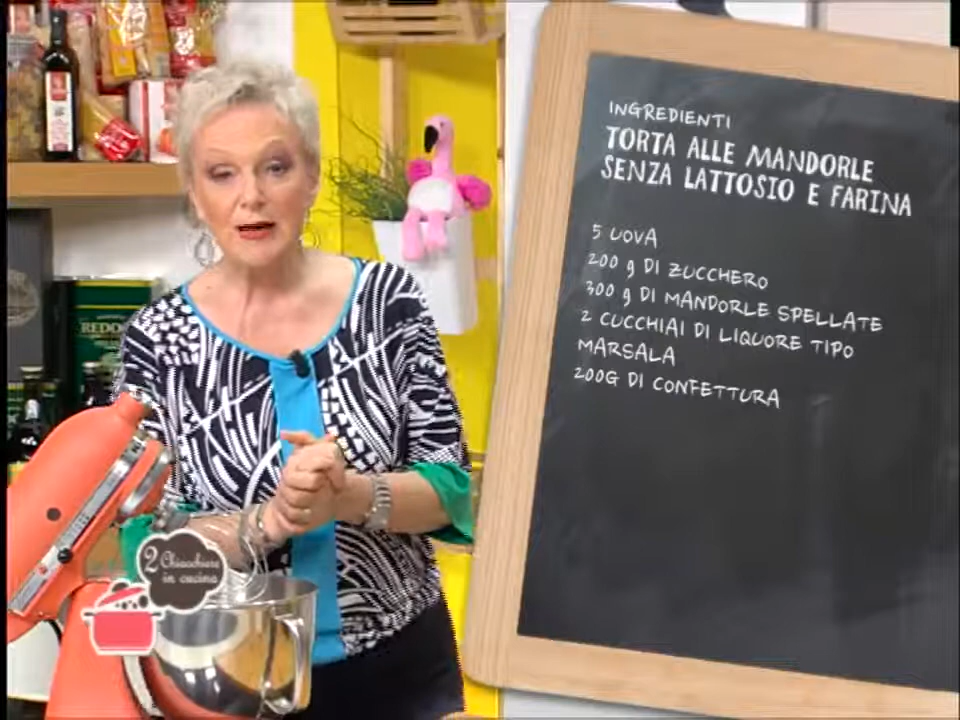 INGREDIENTI
TORTA ALLE MANDORLE
SENZA LATTOSIO E FARINA
5 UOVA
200 g DI ZUCCHERO
300 g DI MANDORLE SPELLATE
2 CUCCHIAI DI LIQUORE TIPO
MARSALA
200G DI CONFETTURA
2 Chiacchiere
in cucina